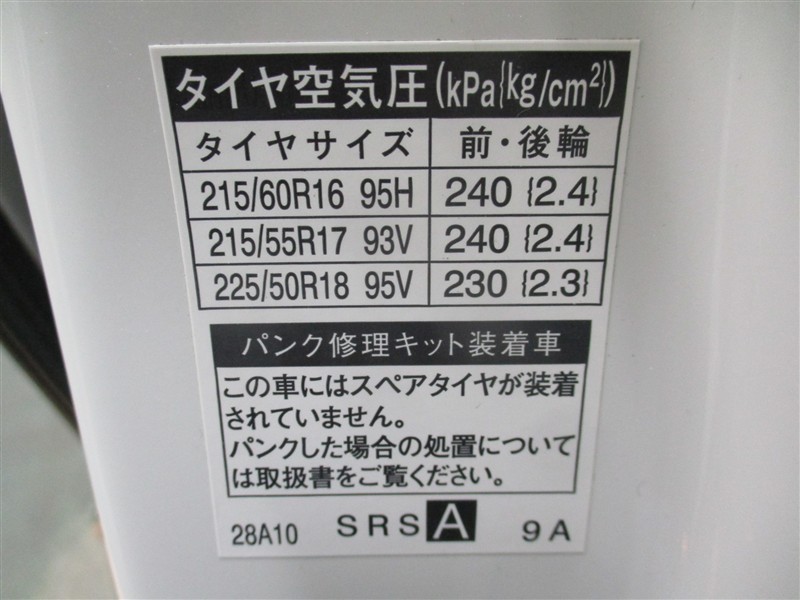 タイヤ空気圧(kPa{kg/cm²})
タイヤサイズ 前・後輪
215/60R16 95H 240 {2.4}
215/55R17 93V 240 {2.4}
225/50R18 95V 230 {2.3}
パンク修理キット装着車
この車にはスペアタイヤが装着
されていません。
パンクした場合の処置について
は取扱書をご覧ください。
28A10 SRS A 9A